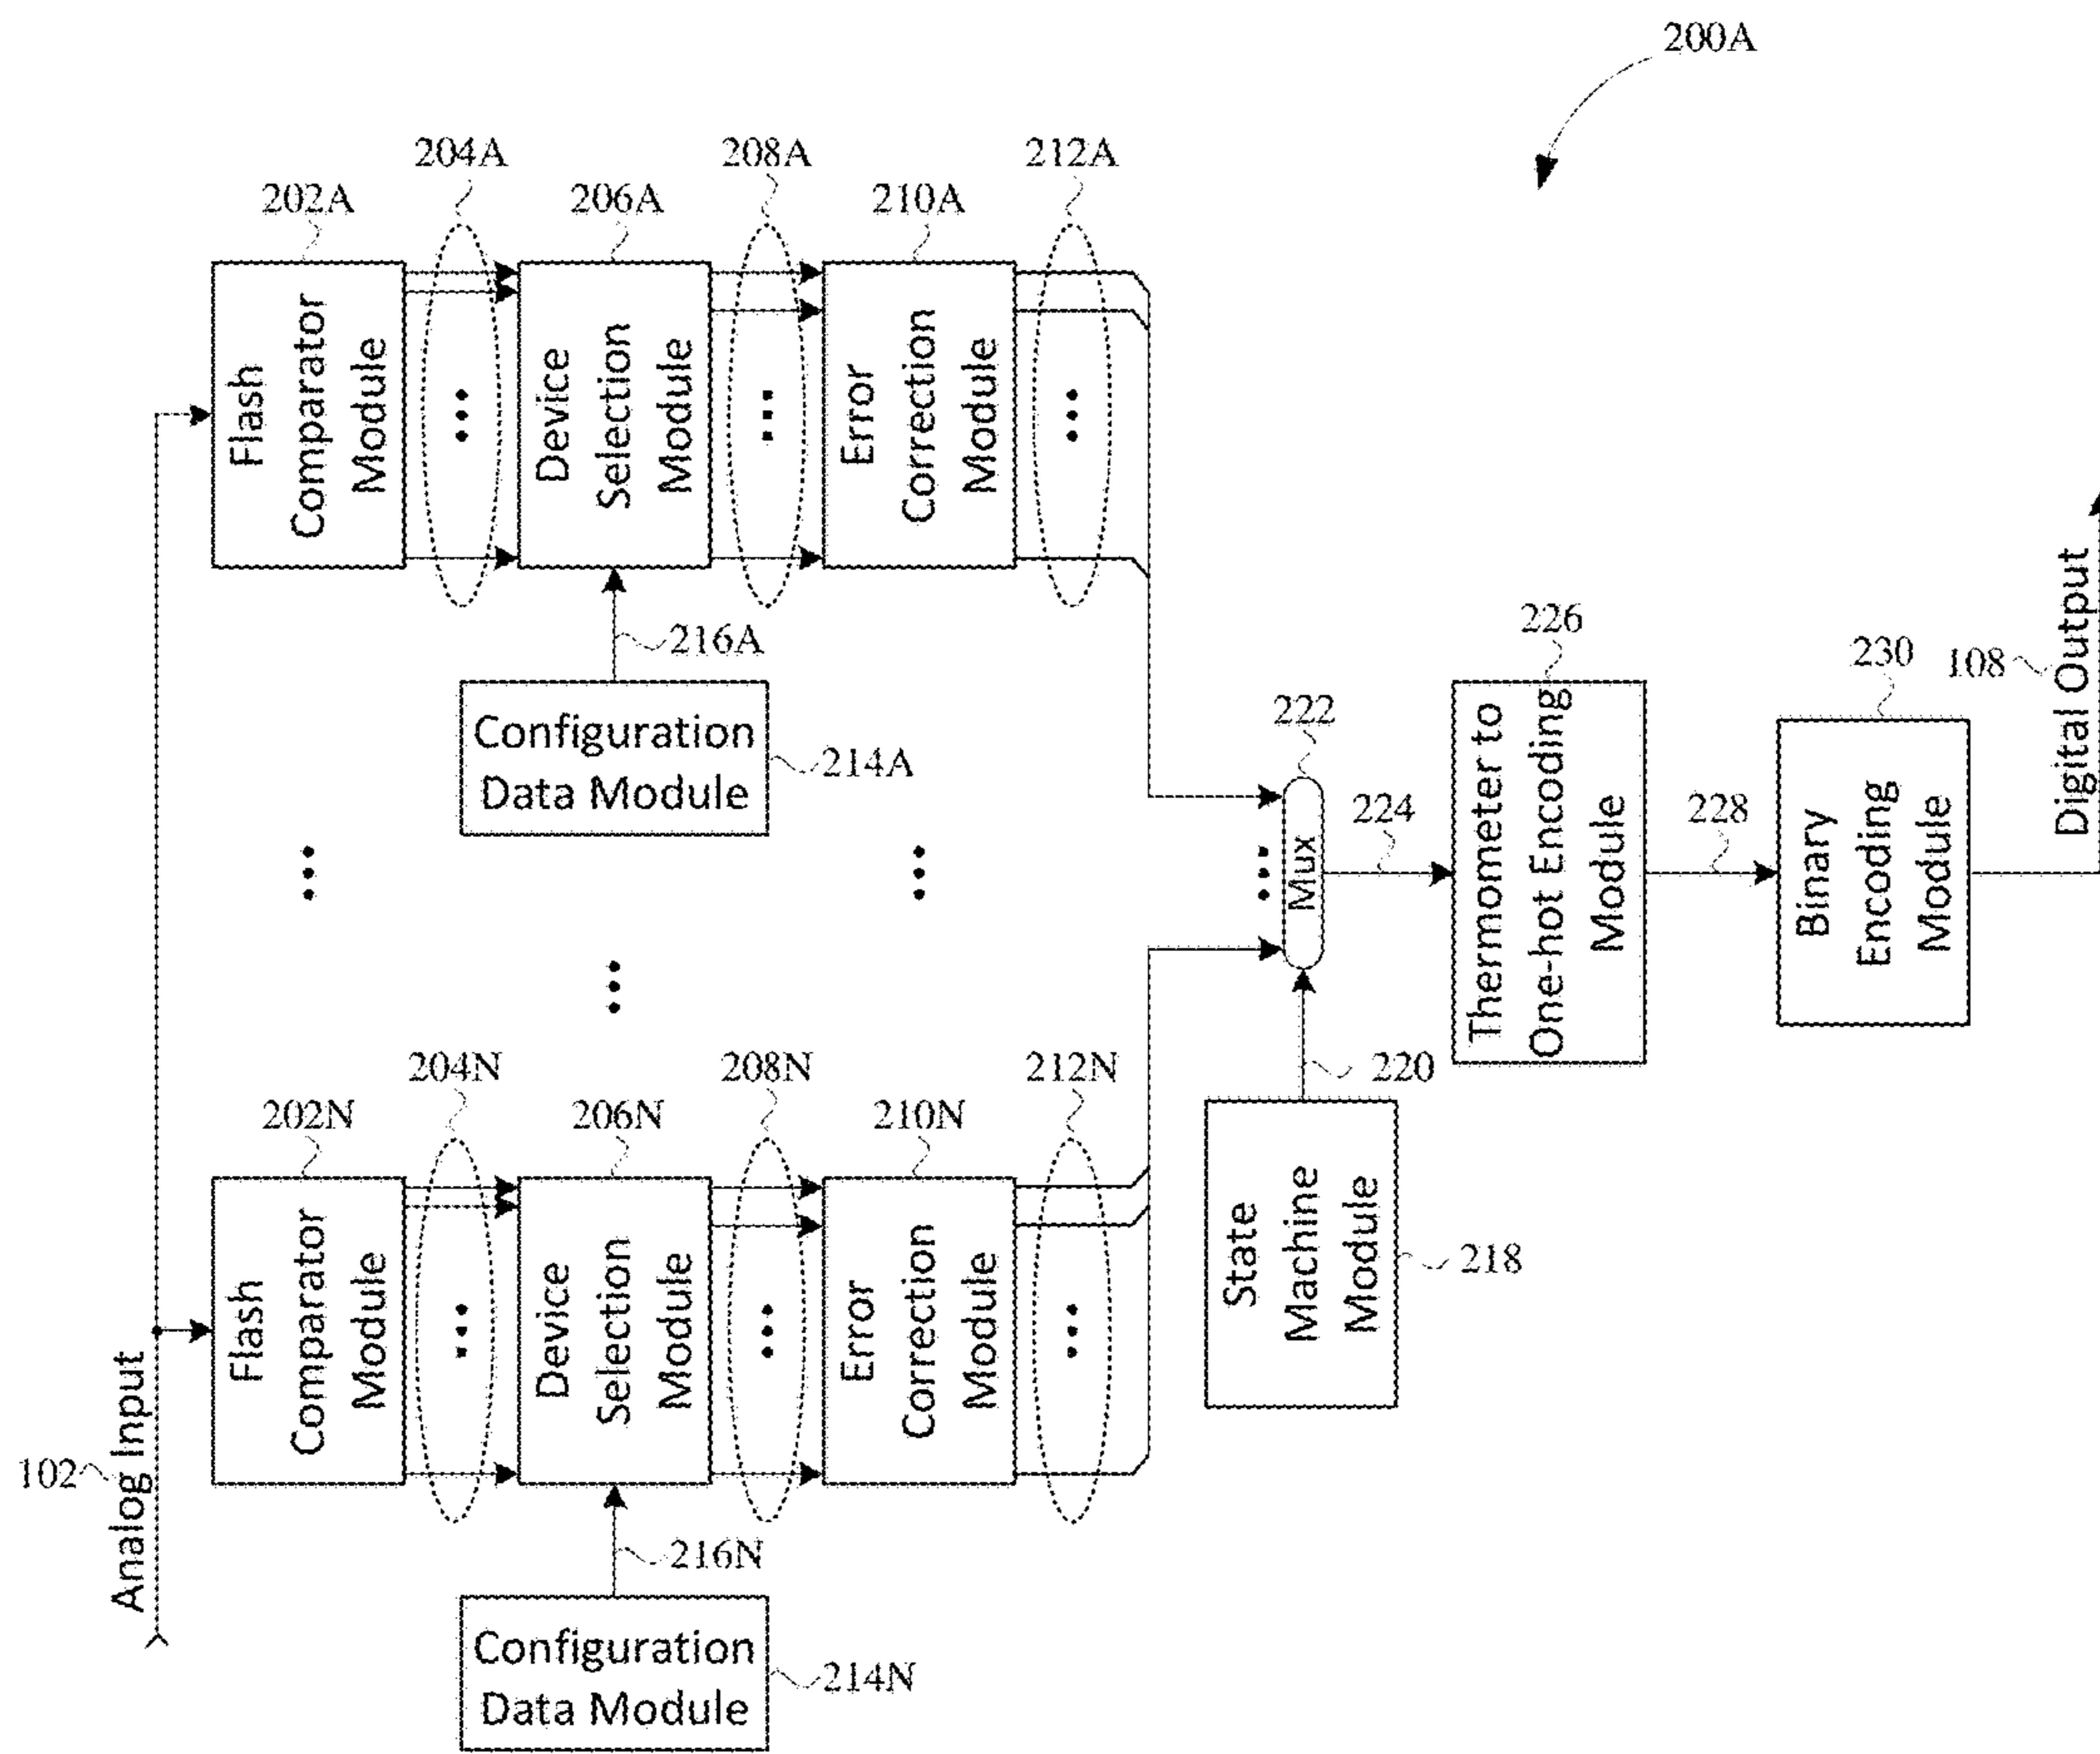 200A
204A
208A
212A
202A
206A
210A
Flash
Comparator
Module
Device
Selection
Module
Error
Correction
Module
216A
Configuration
Data Module
214A
222
Mux
224
226
Thermometer to
One-hot Encoding
Module
228
230
Binary
Encoding
Module
108
Digital Output
204N
208N
212N
202N
206N
210N
220
Flash
Comparator
Module
Device
Selection
Module
Error
Correction
Module
State
Machine
Module
218
102
Analog Input
216N
Configuration
Data Module
214N